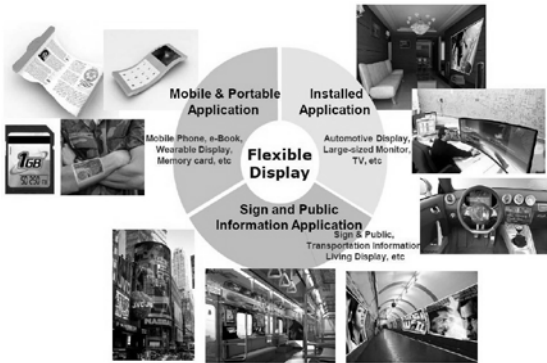 Mobile & Portable
Application
Mobile Phone, e-Book,
Wearable Display,
Memory card, etc
Installed
Application
Automotive Display,
Large-sized Monitor,
TV, etc
Flexible
Display
Sign and Public
Information Application
Sign & Public,
Transportation Information
Living Display, etc
1GB